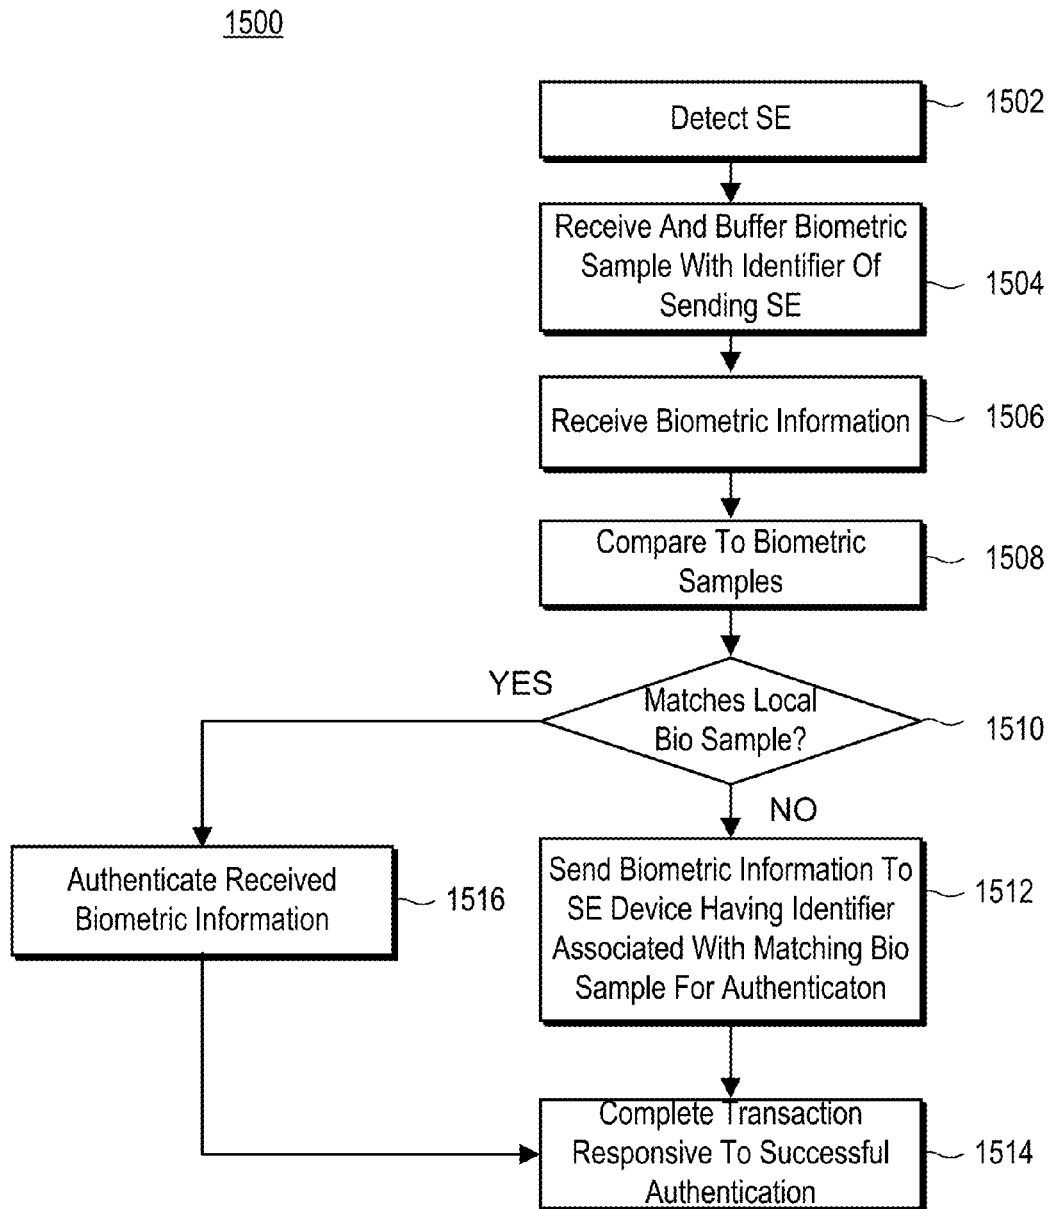 1500
Detect SE
1502
Receive And Buffer Biometric
Sample With Identifier Of
Sending SE
1504
Receive Biometric Information
1506
Compare To Biometric
Samples
1508
YES
Matches Local
Bio Sample?
1510
NO
Authenticate Received
Biometric Information
1516
Send Biometric Information To
SE Device Having Identifier
Associated With Matching Bio
Sample For Authenticaton
1512
Complete Transaction
Responsive To Successful
Authentication
1514